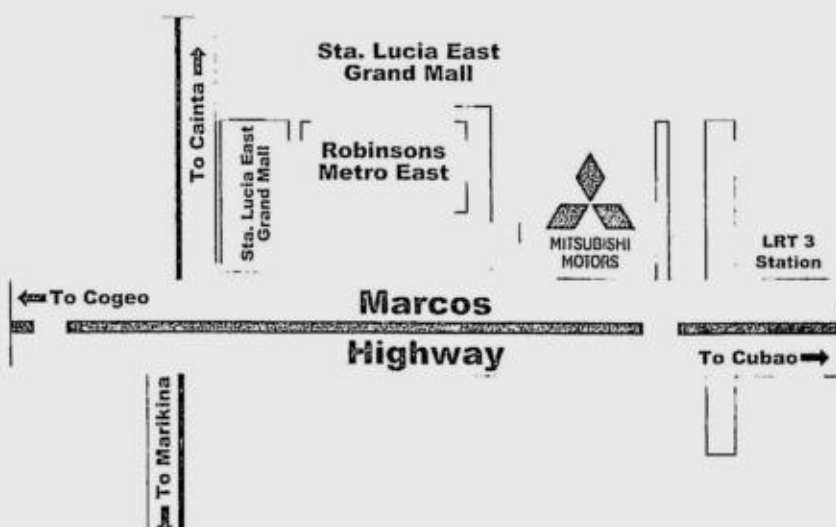 Sta. Lucia East
Grand Mall
To Cainta
Sta. Lucia East
Grand Mall
Robinsons
Metro East
MITSUBISHI
MOTORS
LRT 3
Station
To Cogeo
Marcos
Highway
To Cubao
To Marikina